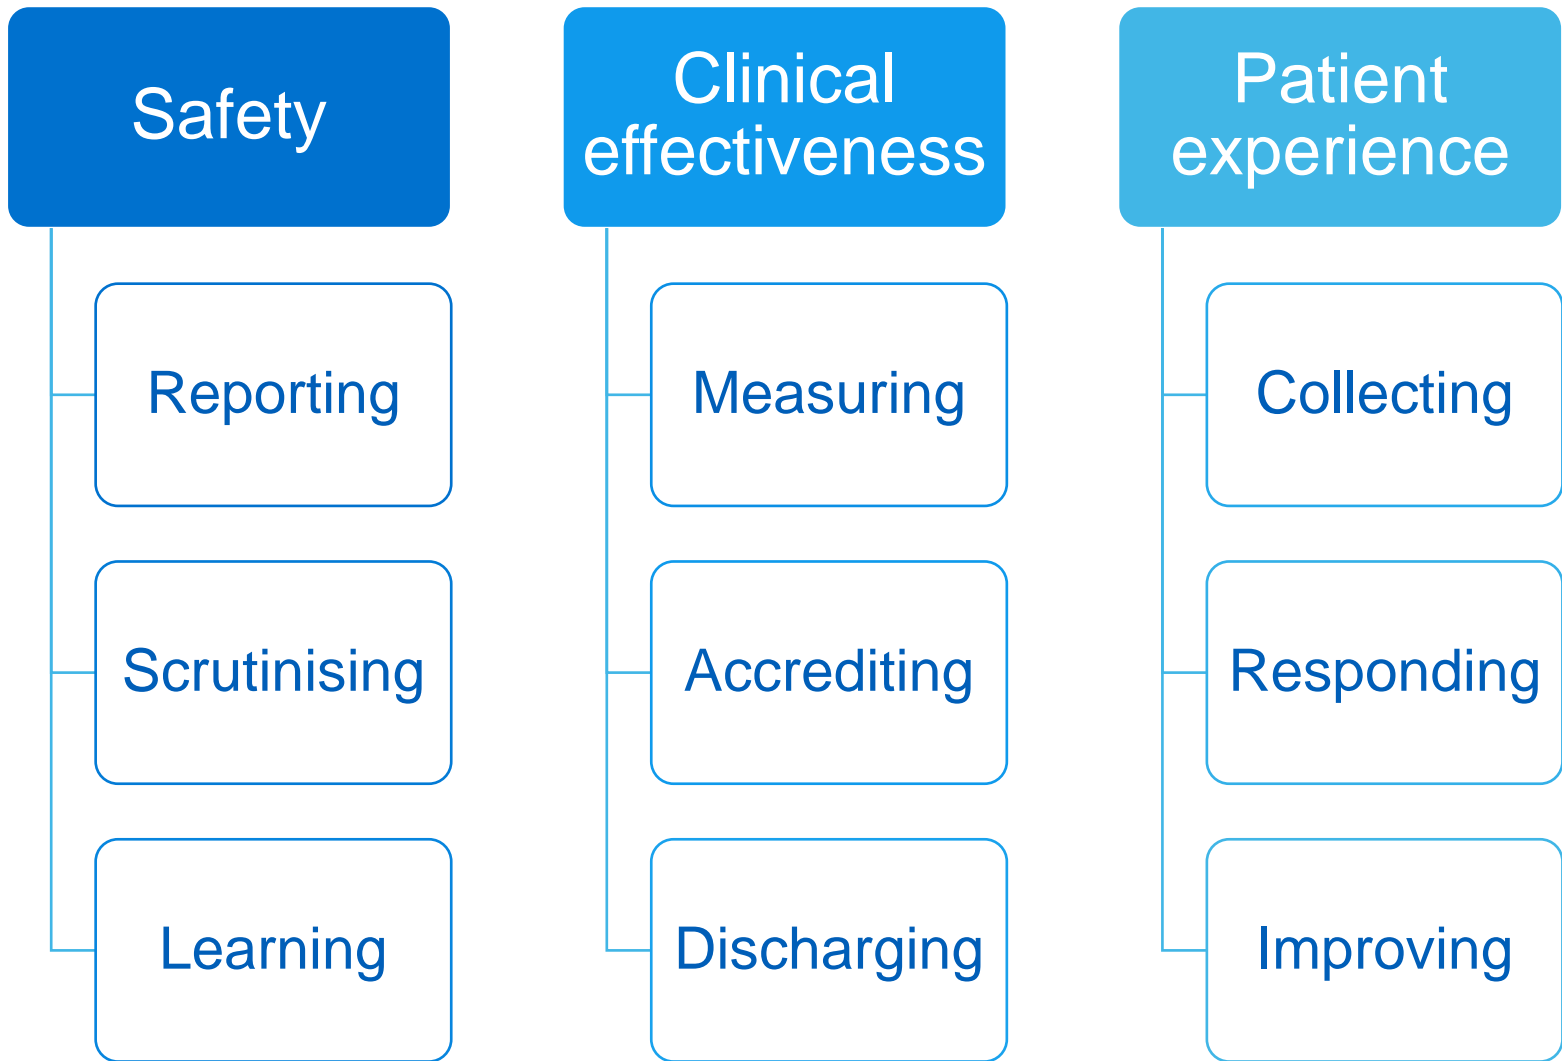 Safety
Reporting
Scrutinising
Learning
Clinical
effectiveness
Measuring
Accrediting
Discharging
Patient
experience
Collecting
Responding
Improving